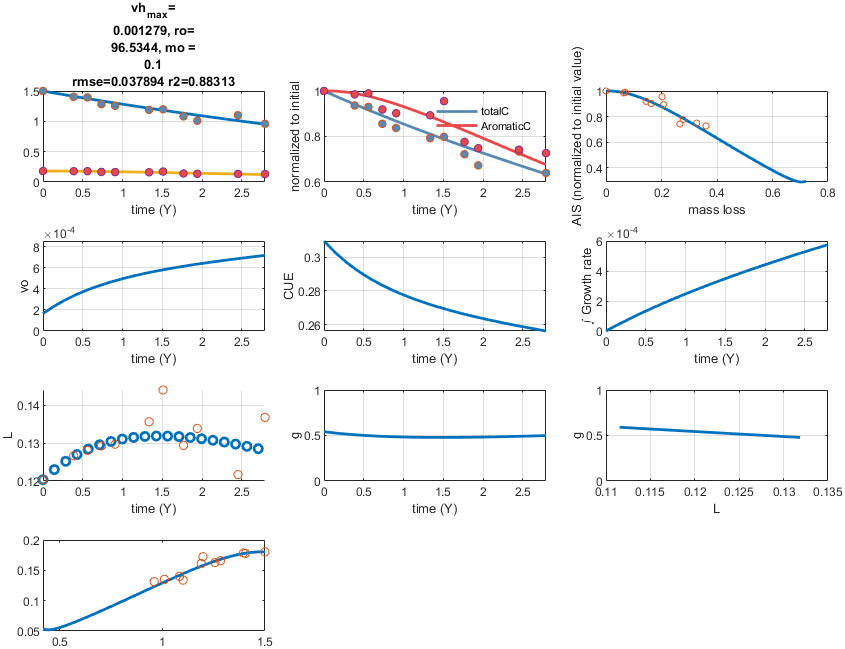 vh_max=
0.001279, ro=
96.5344, mo =
0.1
rmse=0.037894 r2=0.88313
1.5
1
0.5
0
0 0.5 1 1.5 2 2.5
time (Y)
normalized to initial
1
0.8
0.6
totalC
AromaticC
0 0.5 1 1.5 2 2.5
time (Y)
AIS (normalized to initial value)
1
0.8
0.6
0.4
0 0.2 0.4 0.6 0.8
mass loss
×10^-4
vo
8
6
4
2
0
0 0.5 1 1.5 2 2.5
time (Y)
CUE
0.3
0.28
0.26
0 0.5 1 1.5 2 2.5
time (Y)
×10^-4
∫ Growth rate
6
4
2
0
0 0.5 1 1.5 2 2.5
time (Y)
L
0.14
0.13
0.12
0 0.5 1 1.5 2 2.5
time (Y)
g
1
0.5
0
0 0.5 1 1.5 2 2.5
time (Y)
g
1
0.5
0
0.11 0.115 0.12 0.125 0.13 0.135
L
0.2
0.15
0.1
0.05
0.5 1 1.5